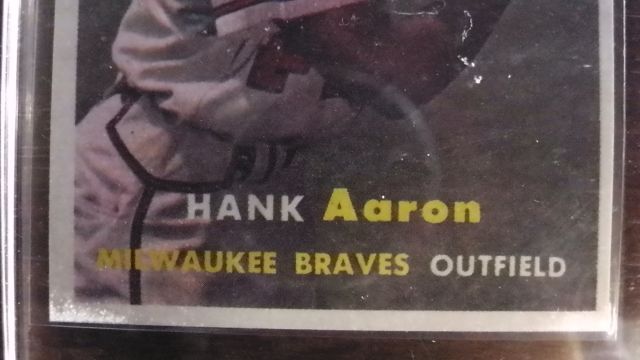 HANK Aaron
MILWAUKEE BRAVES OUTFIELD